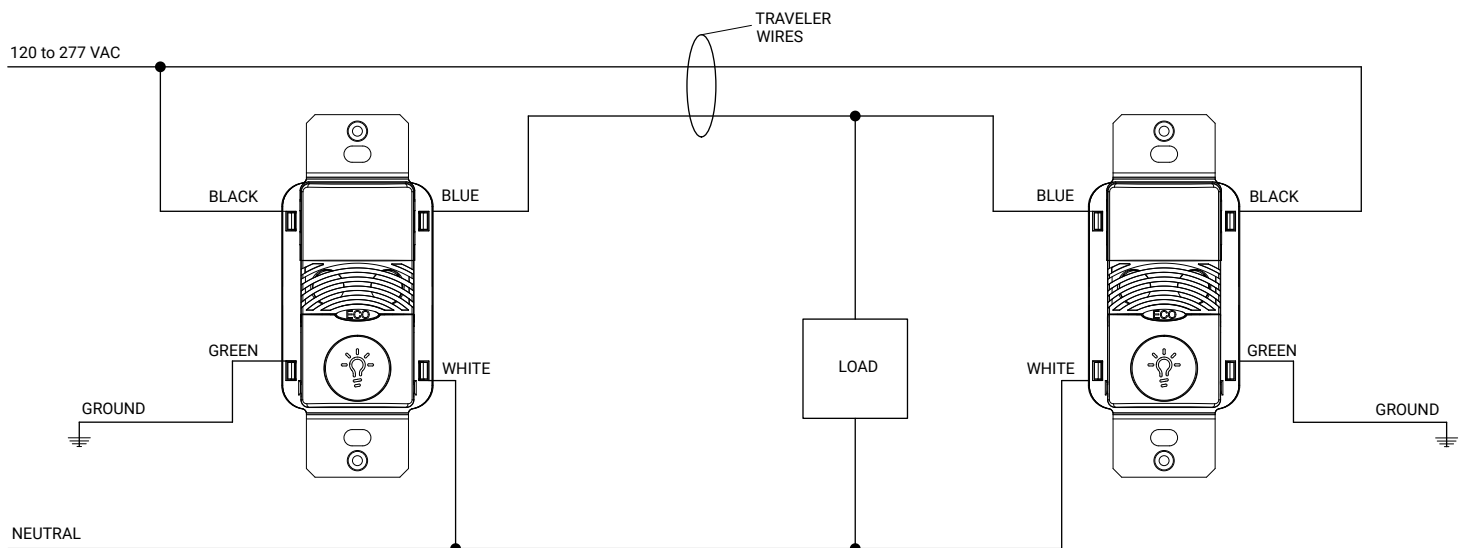 TRAVELER
WIRES
120 to 277 VAC
BLACK
BLUE
BLUE
BLACK
ECO
ECO
GREEN
WHITE
LOAD
WHITE
GREEN
GROUND
GROUND
NEUTRAL